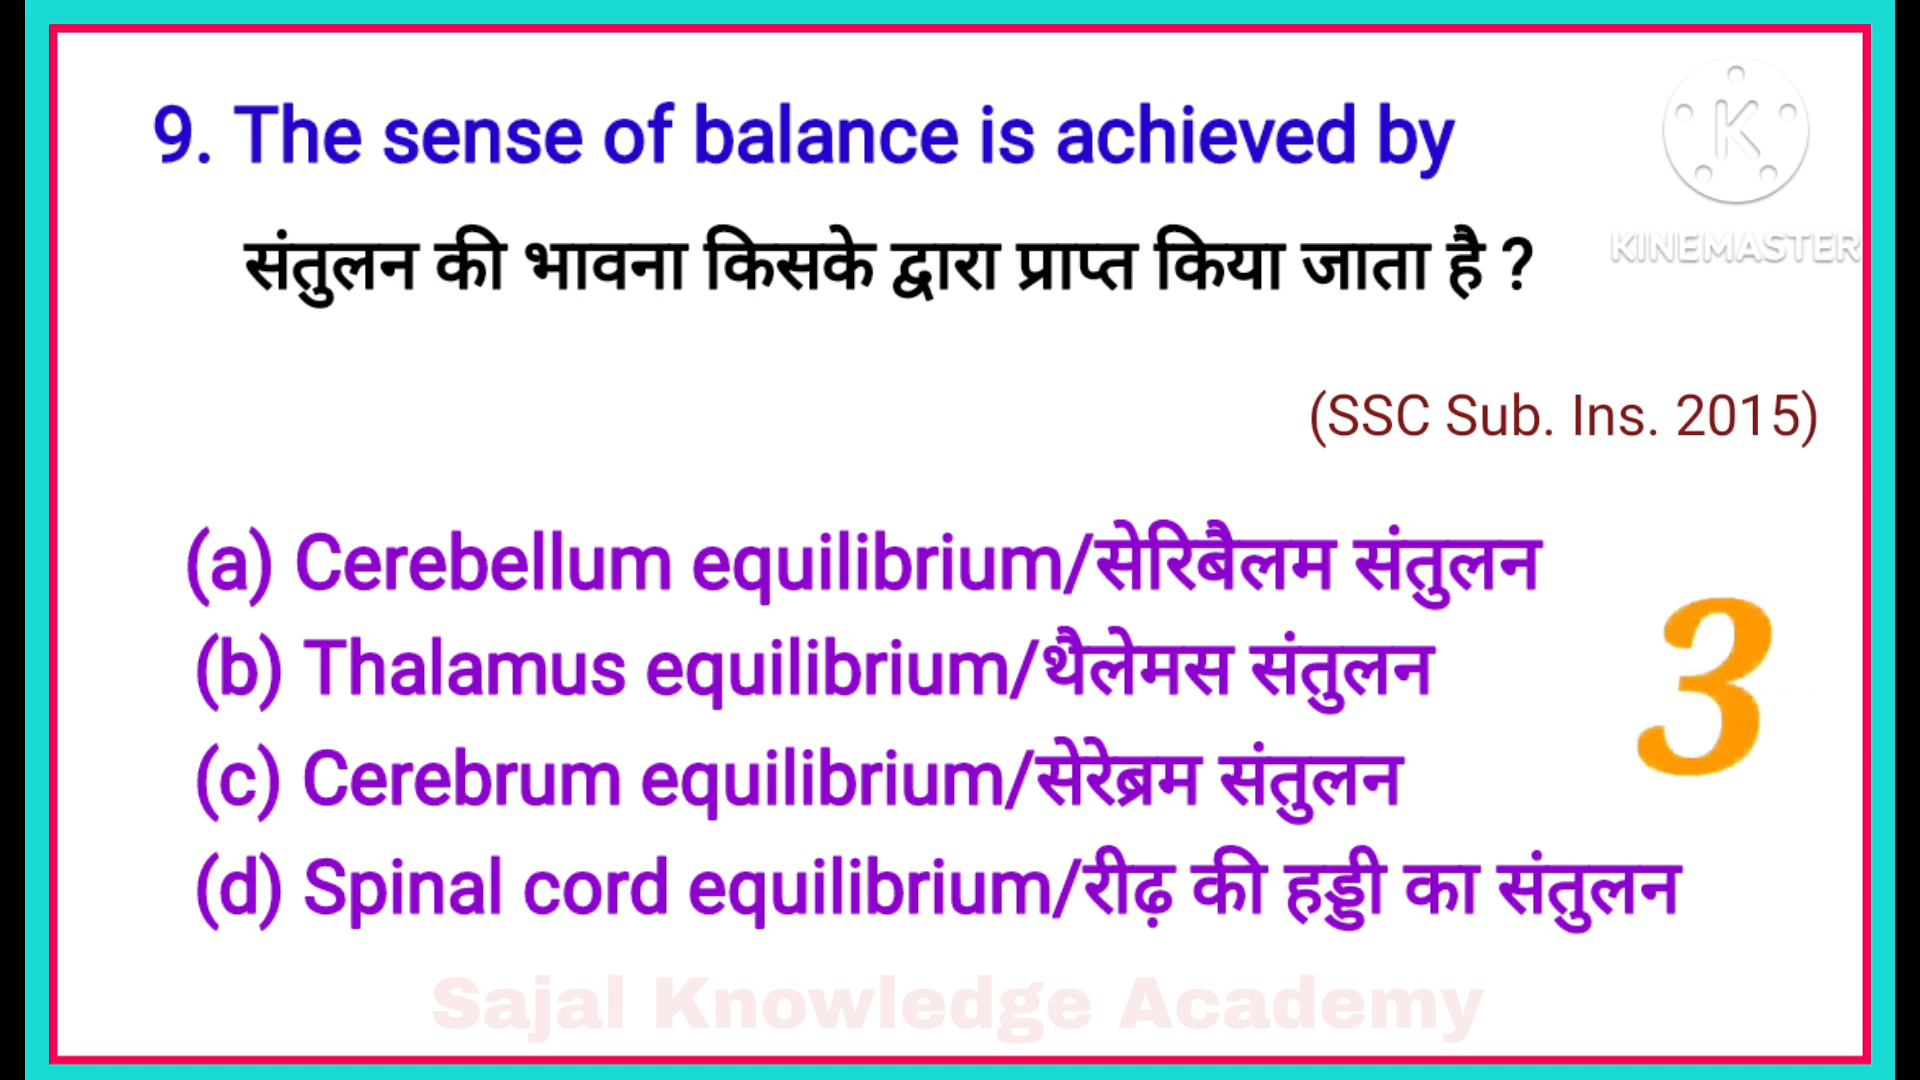 9. The sense of balance is achieved by
संतुलन की भावना किसके द्वारा प्राप्त किया जाता है ?
KINEMASTER
(SSC Sub. Ins. 2015)
(a) Cerebellum equilibrium/सेरिबैलम संतुलन
(b) Thalamus equilibrium/थैलेमस संतुलन
(c) Cerebrum equilibrium/सेरेब्रम संतुलन
(d) Spinal cord equilibrium/रीढ़ की हड्डी का संतुलन
3
Sajal Knowledge Academy